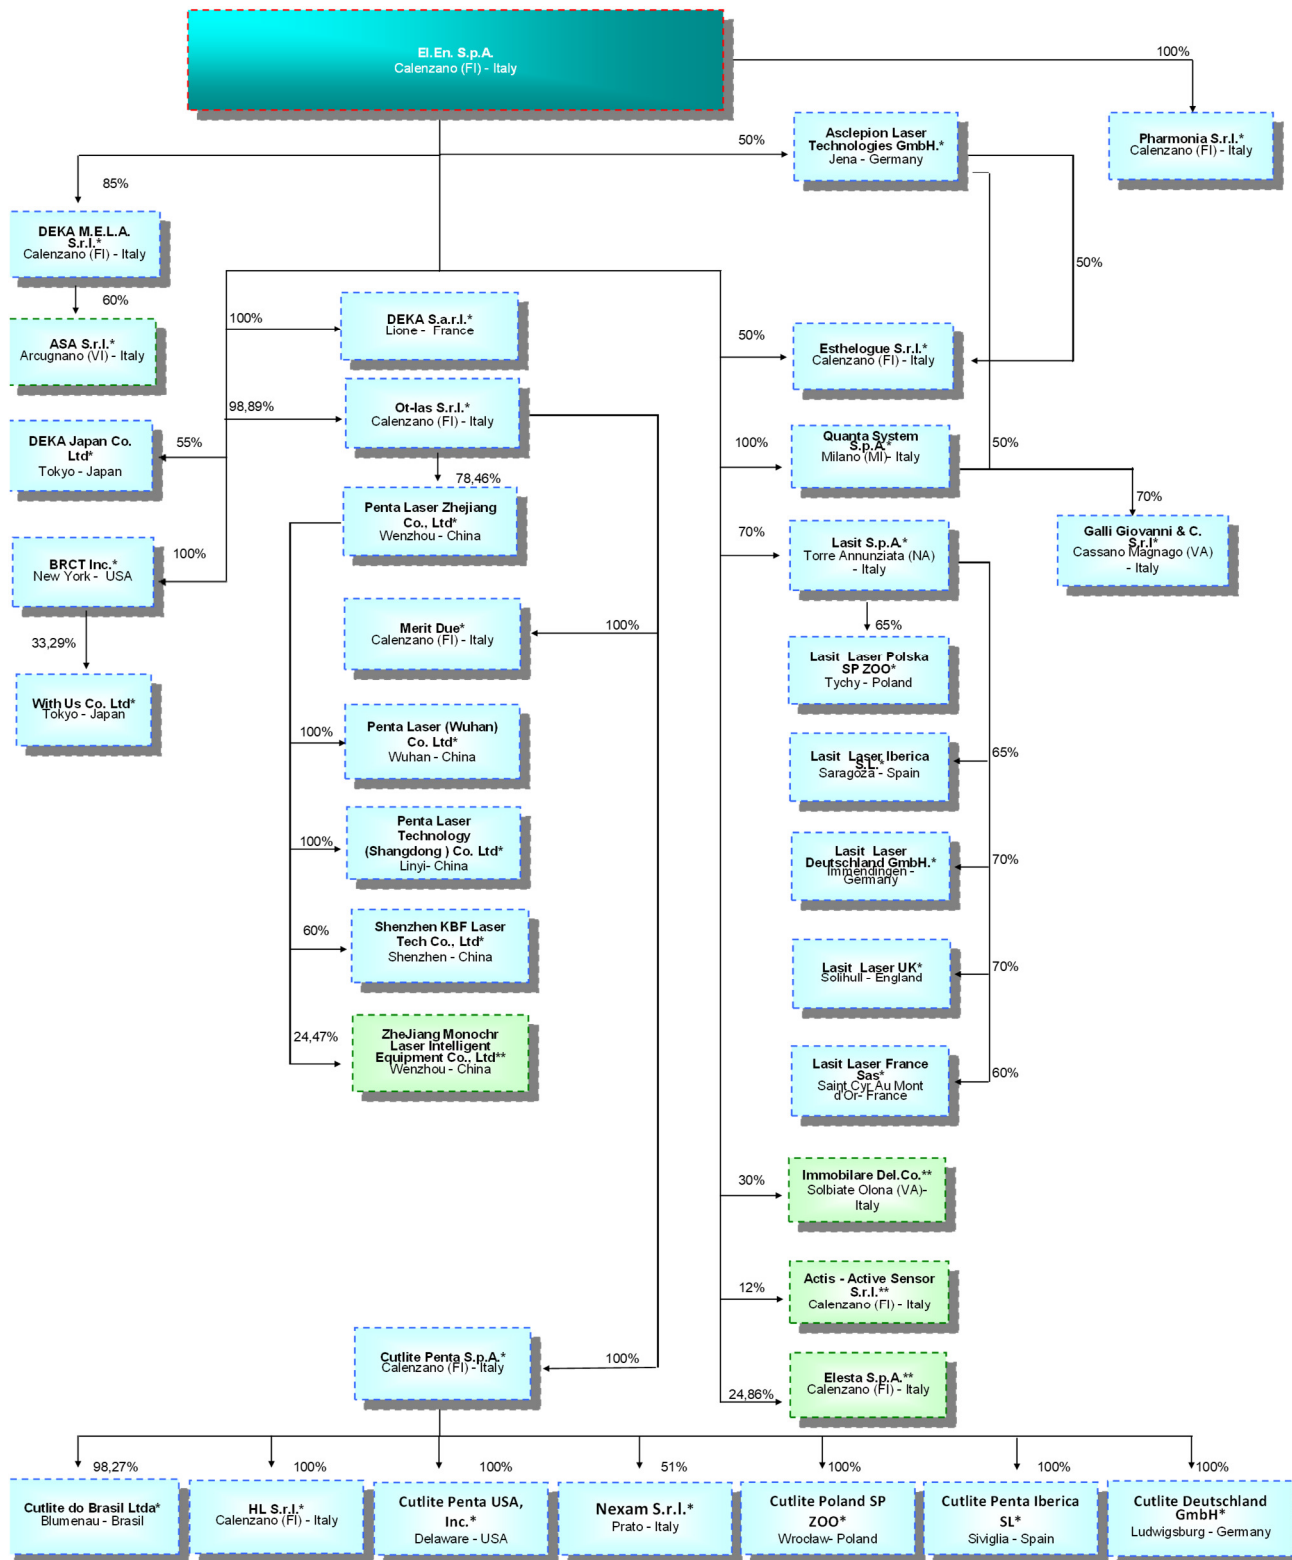 El.En. S.p.A.
Calenzano (FI) - Italy
100%
Pharmonia S.r.l.*
Calenzano (FI) - Italy
50%
Asclepion Laser
Technologies GmbH.*
Jena - Germany
50%
85%
DEKA M.E.L.A.
S.r.l.*
Calenzano (FI) - Italy
60%
ASA S.r.l.*
Arcugnano (VI) - Italy
100%
DEKA S.a.r.l.*
Lione - France
50%
Esthelogue S.r.l.*
Calenzano (FI) - Italy
98,89%
Ot-las S.r.l.*
Calenzano (FI) - Italy
55%
DEKA Japan Co.
Ltd*
Tokyo - Japan
100%
Quanta System
S.p.A.*
Milano (MI)- Italy
50%
70%
Galli Giovanni & C.
S.r.l*
Cassano Magnago (VA)
- Italy
78,46%
Penta Laser Zhejiang
Co., Ltd*
Wenzhou - China
70%
Lasit S.p.A.*
Torre Annunziata (NA)
- Italy
100%
BRCT Inc.*
New York - USA
33,29%
With Us Co. Ltd*
Tokyo - Japan
100%
Merit Due*
Calenzano (FI) - Italy
65%
Lasit Laser Polska
SP ZOO*
Tychy - Poland
100%
Penta Laser (Wuhan)
Co. Ltd*
Wuhan - China
65%
Lasit Laser Iberica
S.L.*
Saragoza - Spain
100%
Penta Laser
Technology
(Shangdong ) Co. Ltd*
Linyi- China
70%
Lasit Laser
Deutschland GmbH.*
Immendingen -
Germany
60%
Shenzhen KBF Laser
Tech Co., Ltd*
Shenzhen - China
70%
Lasit Laser UK*
Solihull - England
24,47%
ZheJiang Monochr
Laser Intelligent
Equipment Co., Ltd**
Wenzhou - China
60%
Lasit Laser France
Sas*
Saint Cyr Au Mont
d'Or- France
30%
Immobilare Del.Co.**
Solbiate Olona (VA)-
Italy
12%
Actis - Active Sensor
S.r.l.**
Calenzano (FI) - Italy
100%
Cutlite Penta S.p.A.*
Calenzano (FI) - Italy
24,86%
Elesta S.p.A.**
Calenzano (FI) - Italy
98,27%
Cutlite do Brasil Ltda*
Blumenau - Brasil
100%
HL S.r.l.*
Calenzano (FI) - Italy
100%
Cutlite Penta USA,
Inc.*
Delaware - USA
51%
Nexam S.r.l.*
Prato - Italy
100%
Cutlite Poland SP
ZOO*
Wrocław- Poland
100%
Cutlite Penta Iberica
SL*
Siviglia - Spain
100%
Cutlite Deutschland
GmbH*
Ludwigsburg - Germany